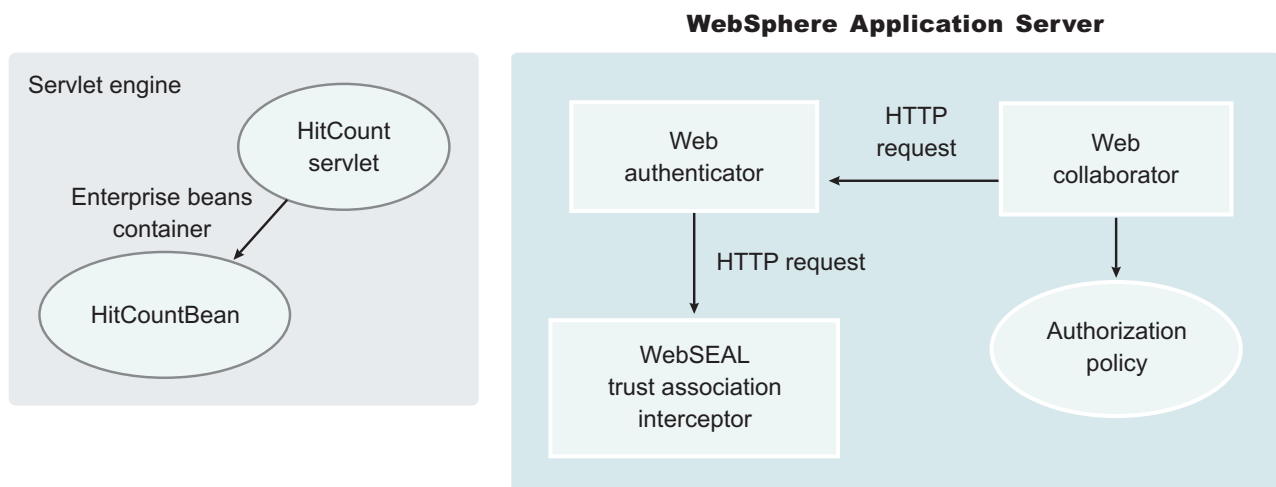 WebSphere Application Server
Servlet engine
HitCount
servlet
Enterprise beans
container
HitCountBean
Web
authenticator
HTTP
request
Web
collaborator
HTTP request
WebSEAL
trust association
interceptor
Authorization
policy